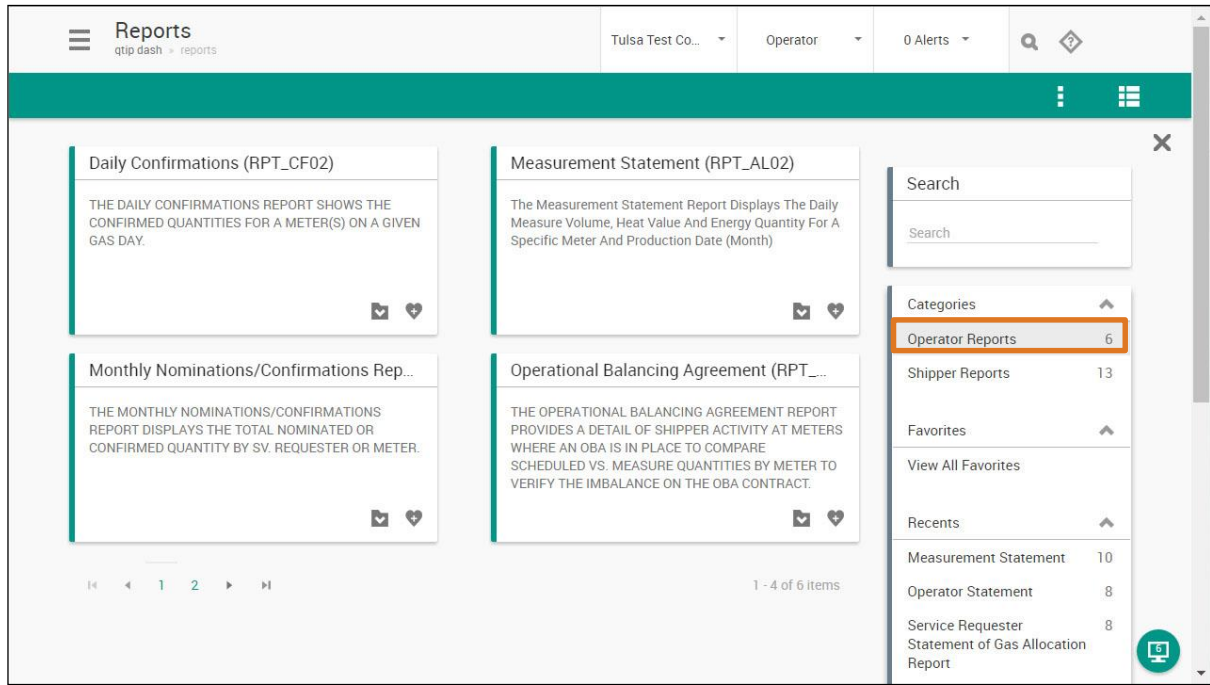 Reports
qtip dash » reports
Tulsa Test Co...
Operator
0 Alerts
Daily Confirmations (RPT_CF02)
THE DAILY CONFIRMATIONS REPORT SHOWS THE
CONFIRMED QUANTITIES FOR A METER(S) ON A GIVEN
GAS DAY.
Measurement Statement (RPT_AL02)
The Measurement Statement Report Displays The Daily
Measure Volume, Heat Value And Energy Quantity For A
Specific Meter And Production Date (Month)
Monthly Nominations/Confirmations Rep...
THE MONTHLY NOMINATIONS/CONFIRMATIONS
REPORT DISPLAYS THE TOTAL NOMINATED OR
CONFIRMED QUANTITY BY SV. REQUESTER OR METER.
Operational Balancing Agreement (RPT_...
THE OPERATIONAL BALANCING AGREEMENT REPORT
PROVIDES A DETAIL OF SHIPPER ACTIVITY AT METERS
WHERE AN OBA IS IN PLACE TO COMPARE
SCHEDULED VS. MEASURE QUANTITIES BY METER TO
VERIFY THE IMBALANCE ON THE OBA CONTRACT.
1 2
1 - 4 of 6 items
Search
Search
Categories
Operator Reports 6
Shipper Reports 13
Favorites
View All Favorites
Recents
Measurement Statement 10
Operator Statement 8
Service Requester 8
Statement of Gas Allocation
Report
6